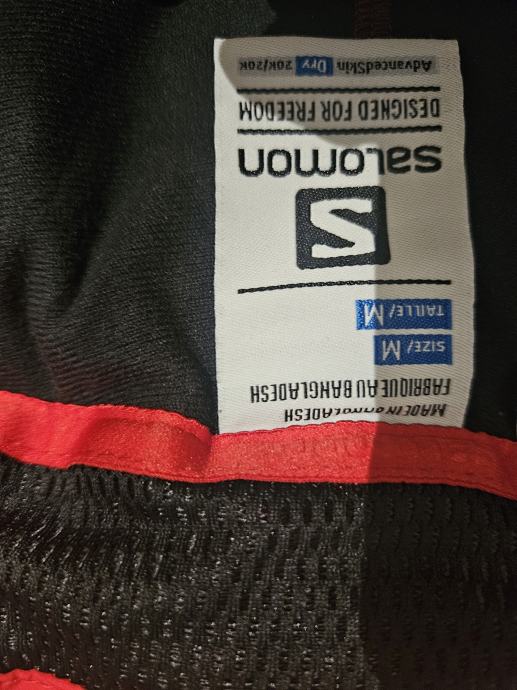 MADE IN BANGLADESH
FABRIQUE AU BANGLADESH
SIZE/ M
TAILLE/ M
S
salomon
DESIGNED FOR FREEDOM
AdvancedSkin Dry 20K/20K